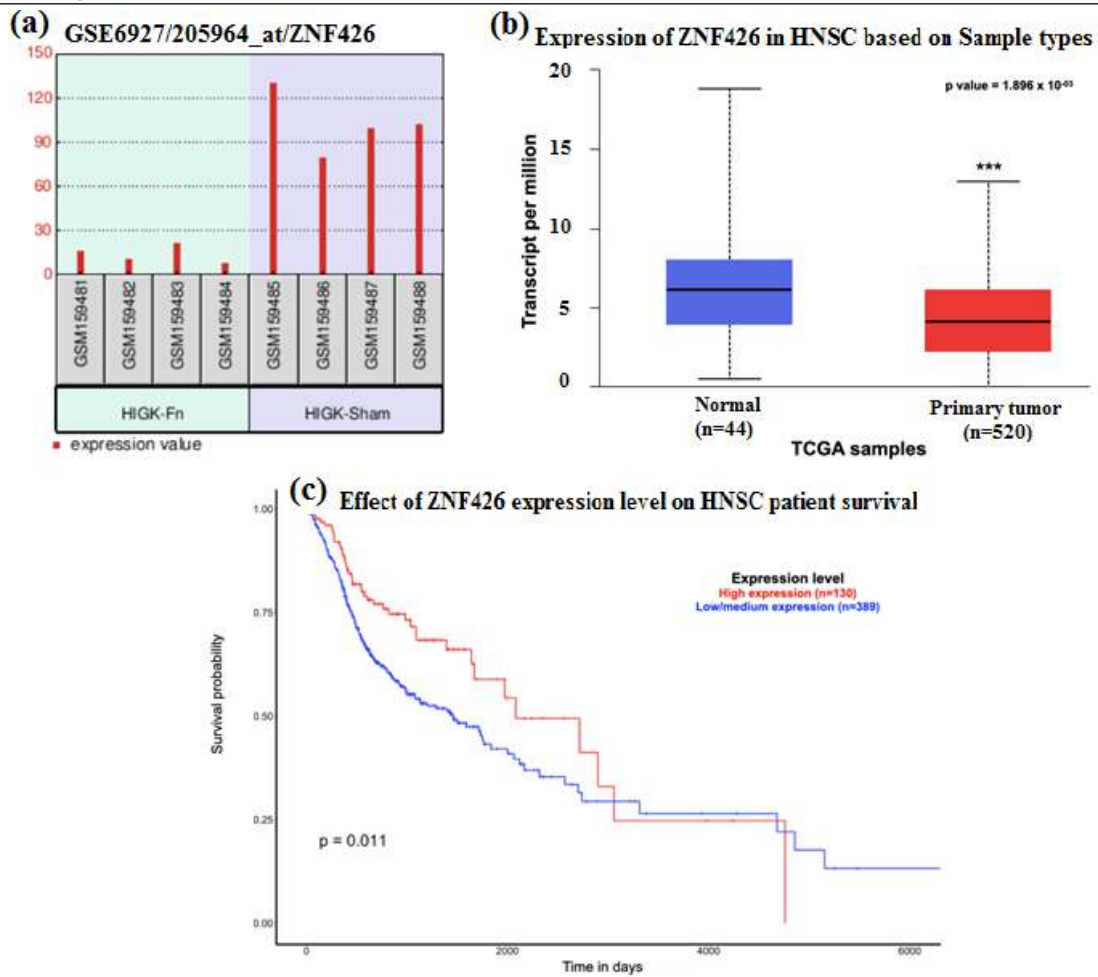 (a) GSE6927/205964_at/ZNF426
150
120
90
60
30
0
GSM159481
GSM159482
GSM159483
GSM159484
GSM159485
GSM159486
GSM159487
GSM159488
HIGK-Fn
HIGK-Sham
expression value
(b) Expression of ZNF426 in HNSC based on Sample types
p value = 1.896 x 10-03
Transcript per million
20
15
10
5
0
***
Normal
(n=44)
Primary tumor
(n=520)
TCGA samples
(c) Effect of ZNF426 expression level on HNSC patient survival
Expression level
High expression (n=130)
Low/medium expression (n=389)
Survival probability
1.00
0.75
0.50
0.25
0.00
p = 0.011
0
2000
4000
6000
Time in days